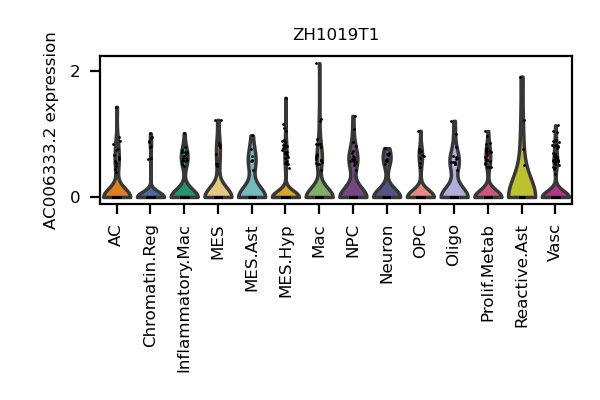 ZH1019T1
AC006333.2 expression
2
0
AC
Chromatin.Reg
Inflammatory.Mac
MES
MES.Ast
MES.Hyp
Mac
NPC
Neuron
OPC
Oligo
Prolif.Metab
Reactive.Ast
Vasc